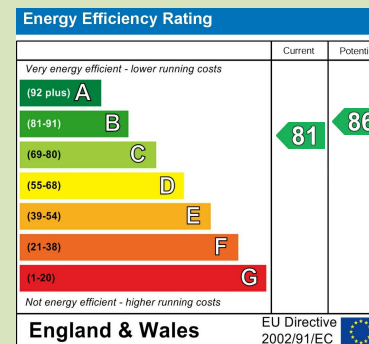 Energy Efficiency Rating
Current Potenti
Very energy efficient - lower running costs
(92 plus) A
(81-91) B
(69-80) C
(55-68) D
(39-54) E
(21-38) F
(1-20) G
81
86
Not energy efficient - higher running costs
England & Wales
EU Directive
2002/91/EC